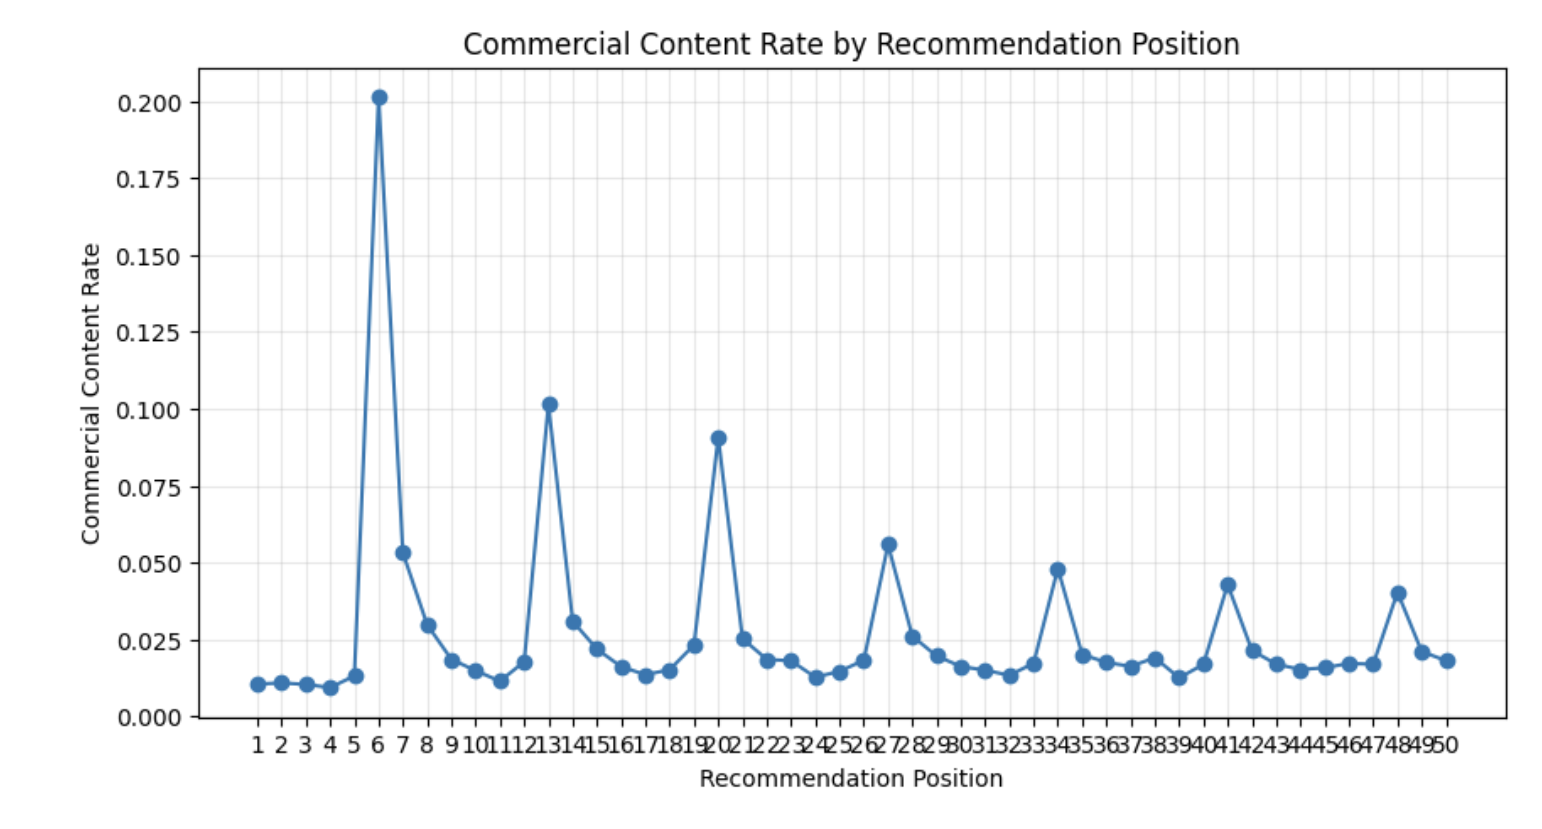 Commercial Content Rate by Recommendation Position
Commercial Content Rate
0.200
0.175
0.150
0.125
0.100
0.075
0.050
0.025
0.000
1 2 3 4 5 6 7 8 9 10 11 12 13 14 15 16 17 18 19 20 21 22 23 24 25 26 27 28 29 30 31 32 33 34 35 36 37 38 39 40 41 42 43 44 45 46 47 48 49 50
Recommendation Position